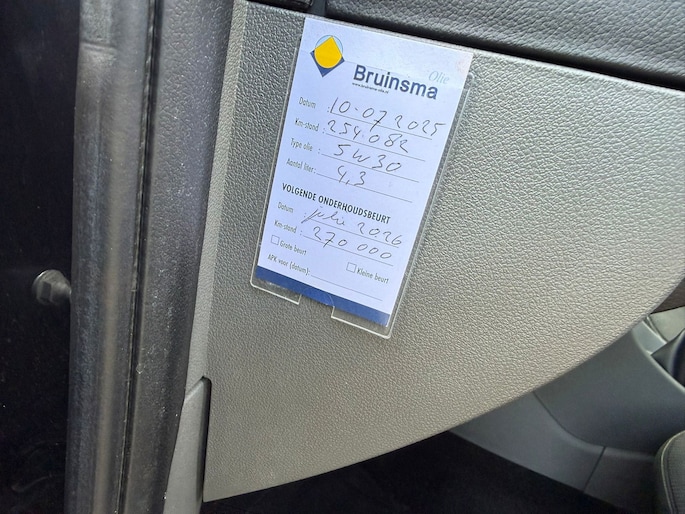 Olie
Bruinsma
www.bruinsma-olie.nl
Datum : 10-07 2025
Km-stand : 254.082
Type olie : 5W30
Aantal liter: 4,3
VOLGENDE ONDERHOUDSBEURT
Datum : julie 2026
Km-stand : 270 000
Grote beurt Kleine beurt
APK voor (datum):